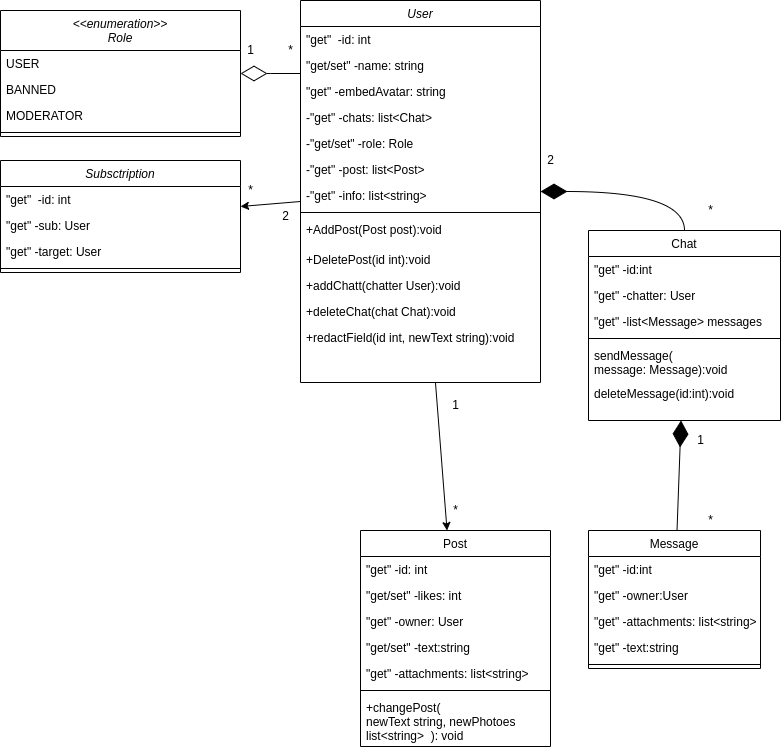 <<enumeration>>
Role
USER
BANNED
MODERATOR
1
*
Subsctription
"get"  -id: int
"get" -sub: User
"get" -target: User
*
2
User
"get"  -id: int
"get/set" -name: string
"get" -embedAvatar: string
-"get" -chats: list<Chat>
-"get/set" -role: Role
-"get" -post: list<Post>
-"get" -info: list<string>
+AddPost(Post post):void
+DeletePost(id int):void
+addChatt(chatter User):void
+deleteChat(chat Chat):void
+redactField(id int, newText string):void
2
*
Chat
"get" -id:int
"get" -chatter: User
"get" -list<Message> messages
sendMessage(
message: Message):void
deleteMessage(id:int):void
1
*
1
*
Post
"get" -id: int
"get/set" -likes: int
"get" -owner: User
"get/set" -text:string
"get" -attachments: list<string>
+changePost(
newText string, newPhotoes
list<string>  ): void
Message
"get" -id:int
"get" -owner:User
"get" -attachments: list<string>
"get" -text:string